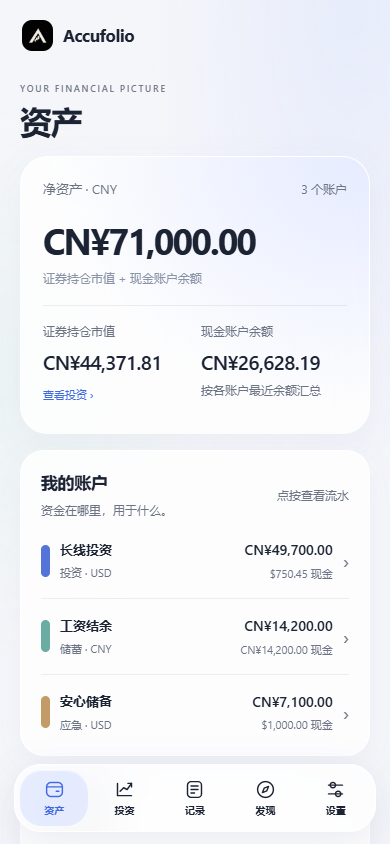 Accufolio
YOUR FINANCIAL PICTURE
资产
净资产 · CNY
3 个账户
CN¥71,000.00
证券持仓市值 + 现金账户余额
证券持仓市值
现金账户余额
CN¥44,371.81
CN¥26,628.19
查看投资 ›
按各账户最近余额汇总
我的账户
点按查看流水
资金在哪里，用于什么。
长线投资
CN¥49,700.00
投资 · USD
$750.45 现金
工资结余
CN¥14,200.00
储蓄 · CNY
CN¥14,200.00 现金
安心储备
CN¥7,100.00
应急 · USD
$1,000.00 现金
资产
投资
记录
发现
设置